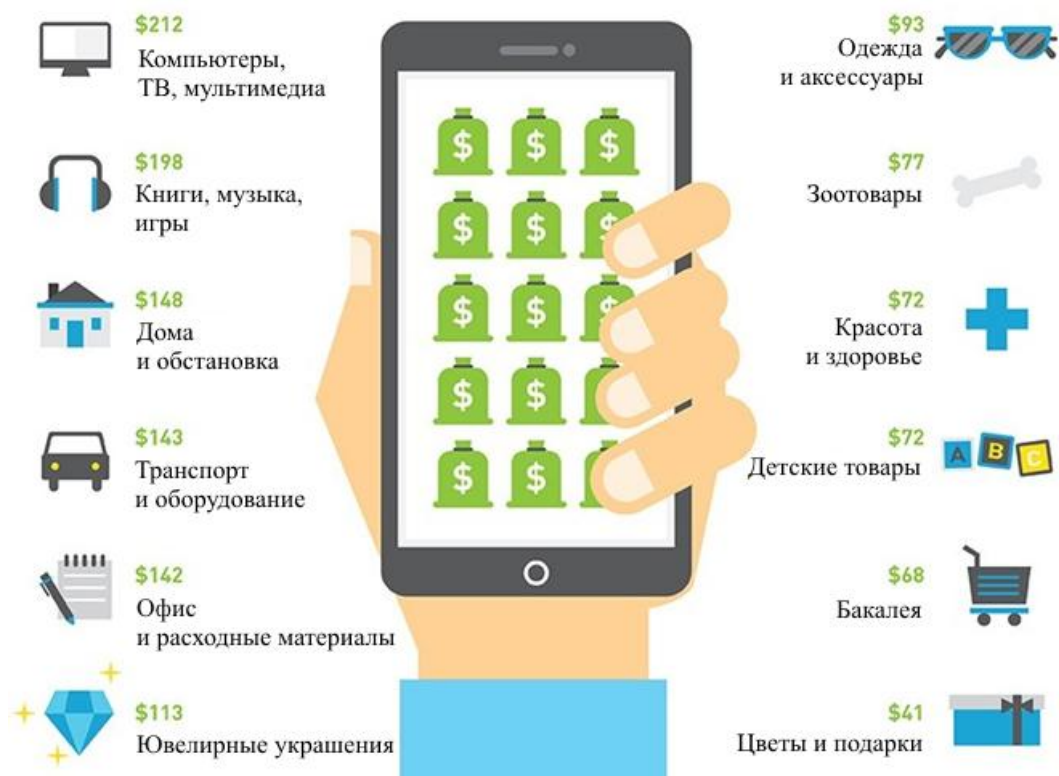 $212
Компьютеры,
ТВ, мультимедиа
$198
Книги, музыка,
игры
$148
Дома
и обстановка
$143
Транспорт
и оборудование
$142
Офис
и расходные материалы
$113
Ювелирные украшения
$ $ $
$ $ $
$ $ $
$ $
$ $
$93
Одежда
и аксессуары
$77
Зоотовары
$72
Красота
и здоровье
$72
Детские товары
A B C
$68
Бакалея
$41
Цветы и подарки